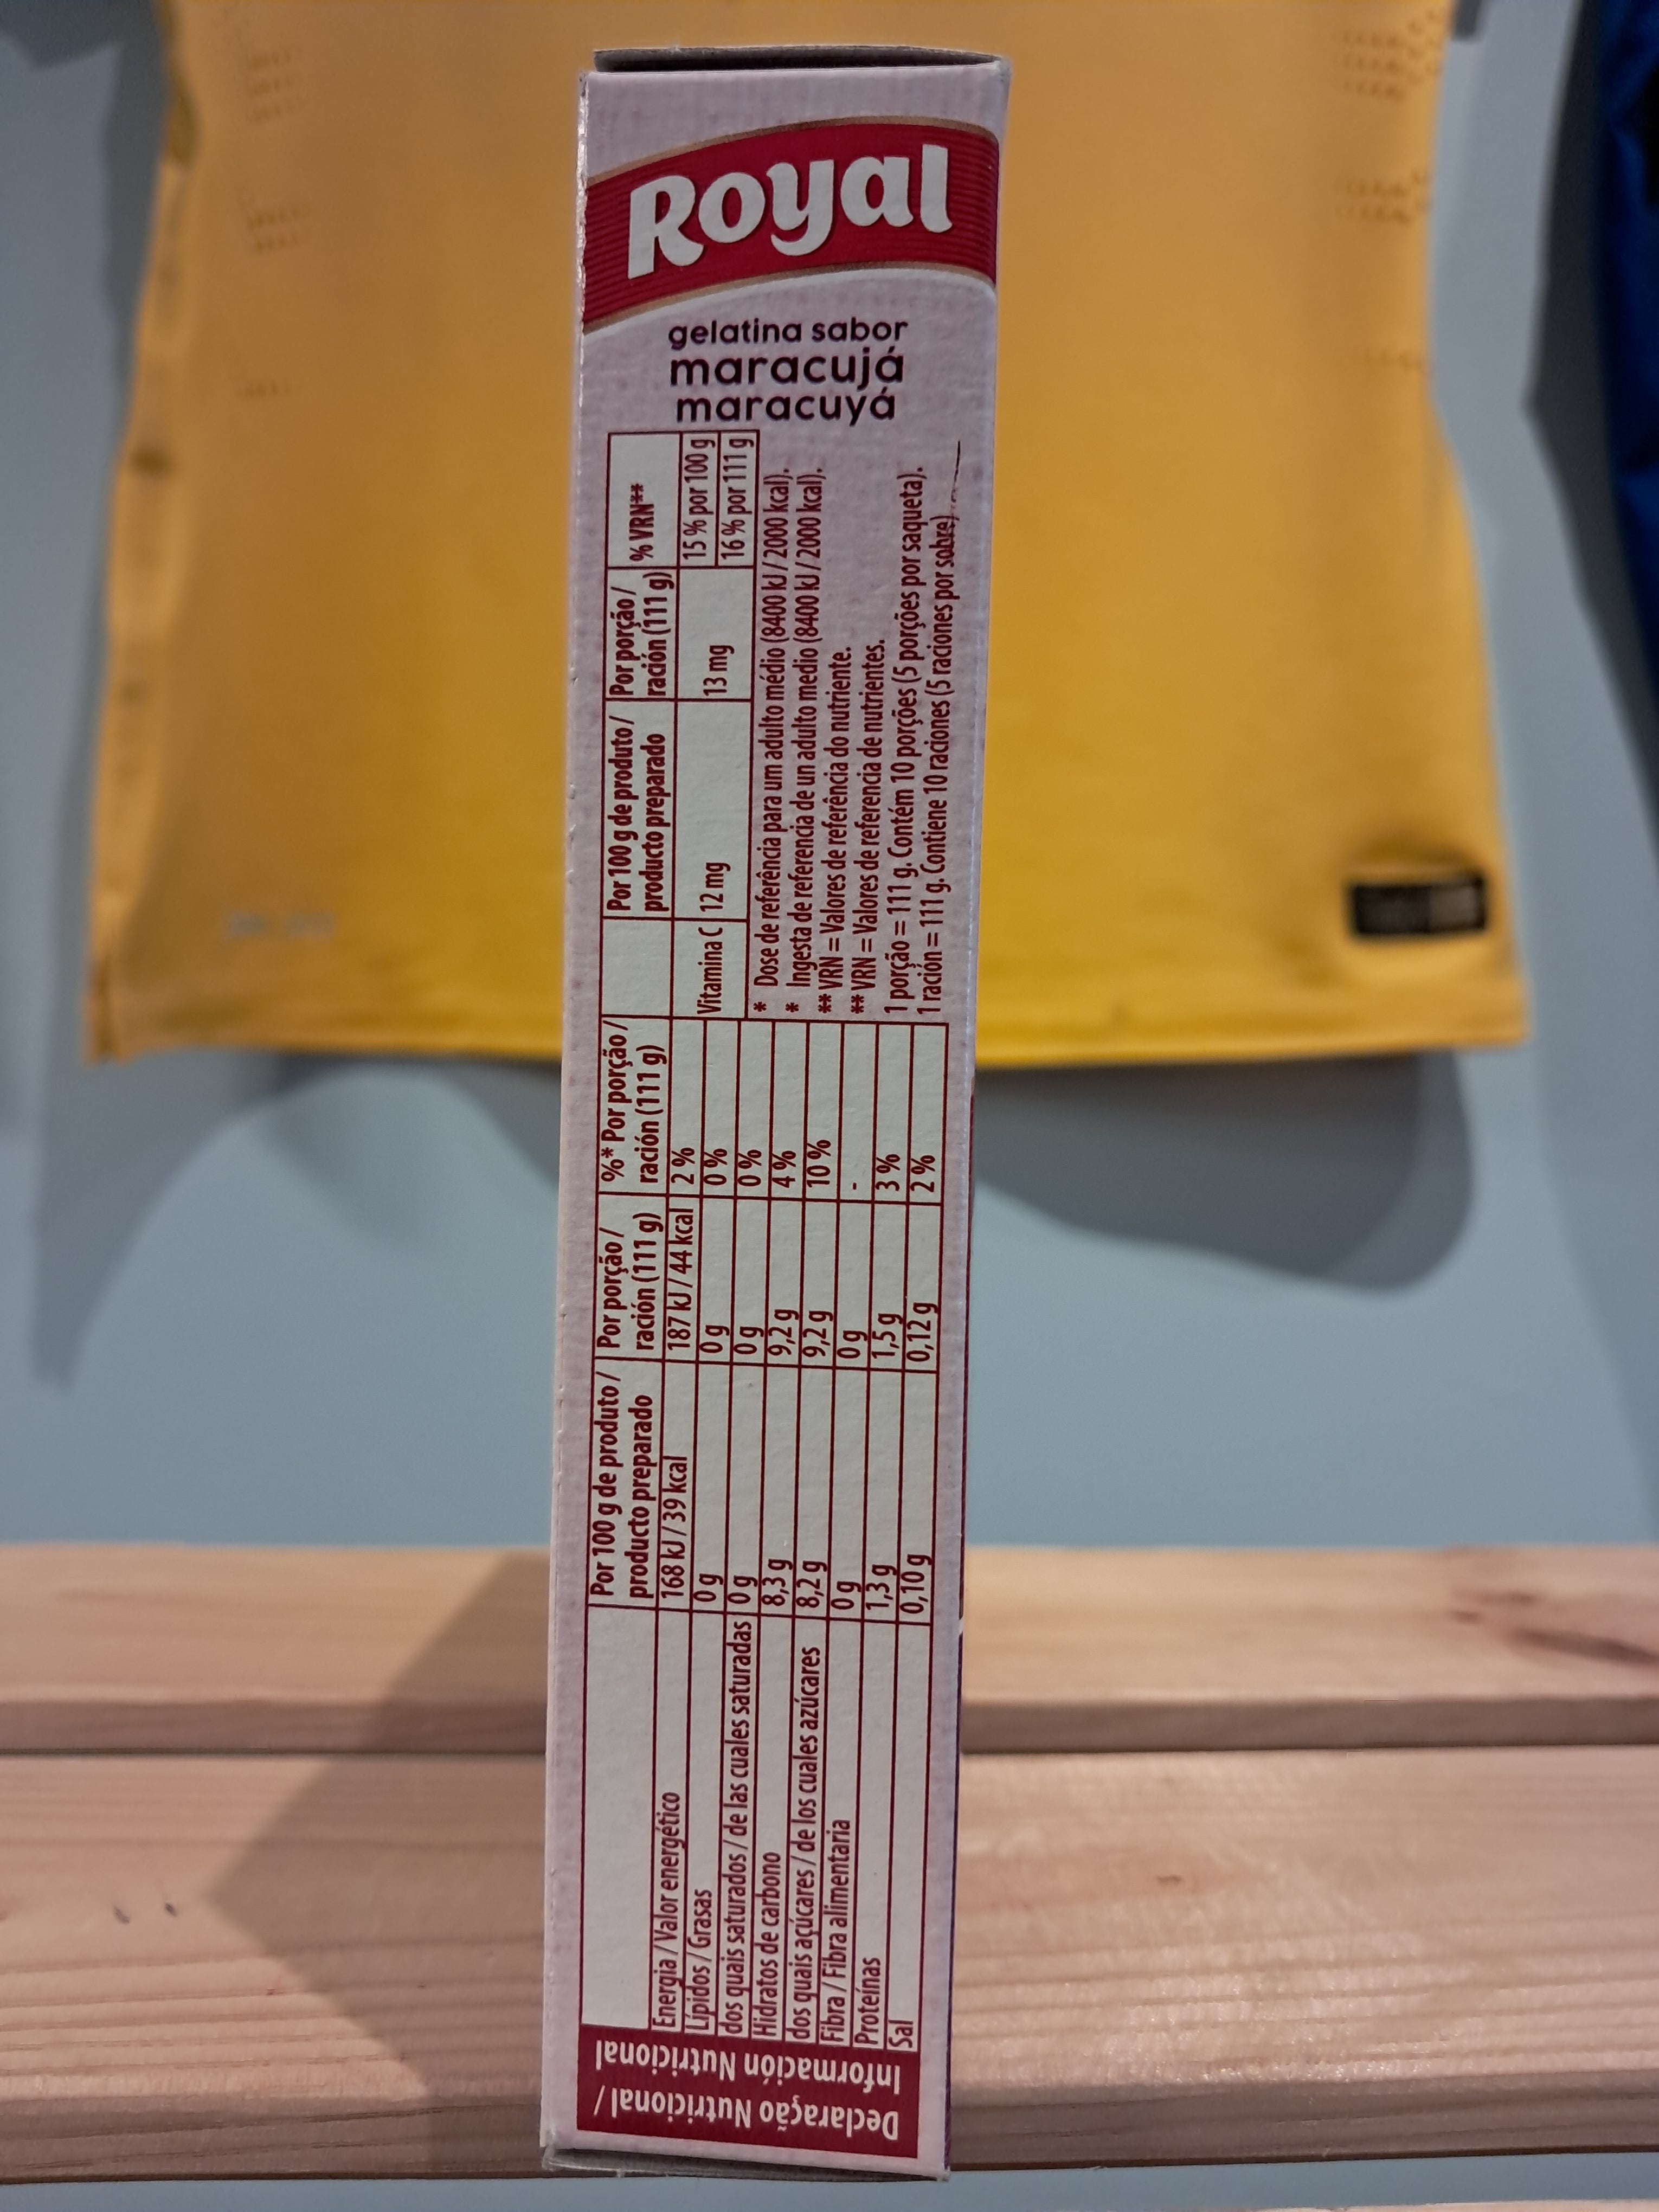 Royal
gelatina sabor
maracujá
maracuyá
Declaração Nutricional /
Información Nutricional
Por 100 g de produto / producto preparado Por porção / ración (111 g) %* Por porção / ración (111 g)
Energia / Valor energético 168 kJ / 39 kcal 187 kJ / 44 kcal 2 %
Lípidos / Grasas 0 g 0 g 0 %
dos quais saturados / de las cuales saturadas 0 g 0 g 0 %
Hidratos de carbono 8,3 g 9,2 g 4 %
dos quais açúcares / de los cuales azúcares 8,2 g 9,2 g 10 %
Fibra / Fibra alimentaria 0 g 0 g -
Proteínas 1,3 g 1,5 g 3 %
Sal 0,10 g 0,12 g 2 %
Por 100 g de produto / producto preparado Por porção / ración (111 g) % VRN**
Vitamina C 12 mg 13 mg 15 % por 100 g
16 % por 111 g
* Dose de referência para um adulto médio (8400 kJ / 2000 kcal).
* Ingesta de referencia de un adulto medio (8400 kJ / 2000 kcal).
** VRN = Valores de referência do nutriente.
** VRN = Valores de referencia de nutrientes.
1 porção = 111 g. Contém 10 porções (5 porções por saqueta).
1 ración = 111 g. Contiene 10 raciones (5 raciones por sobre).